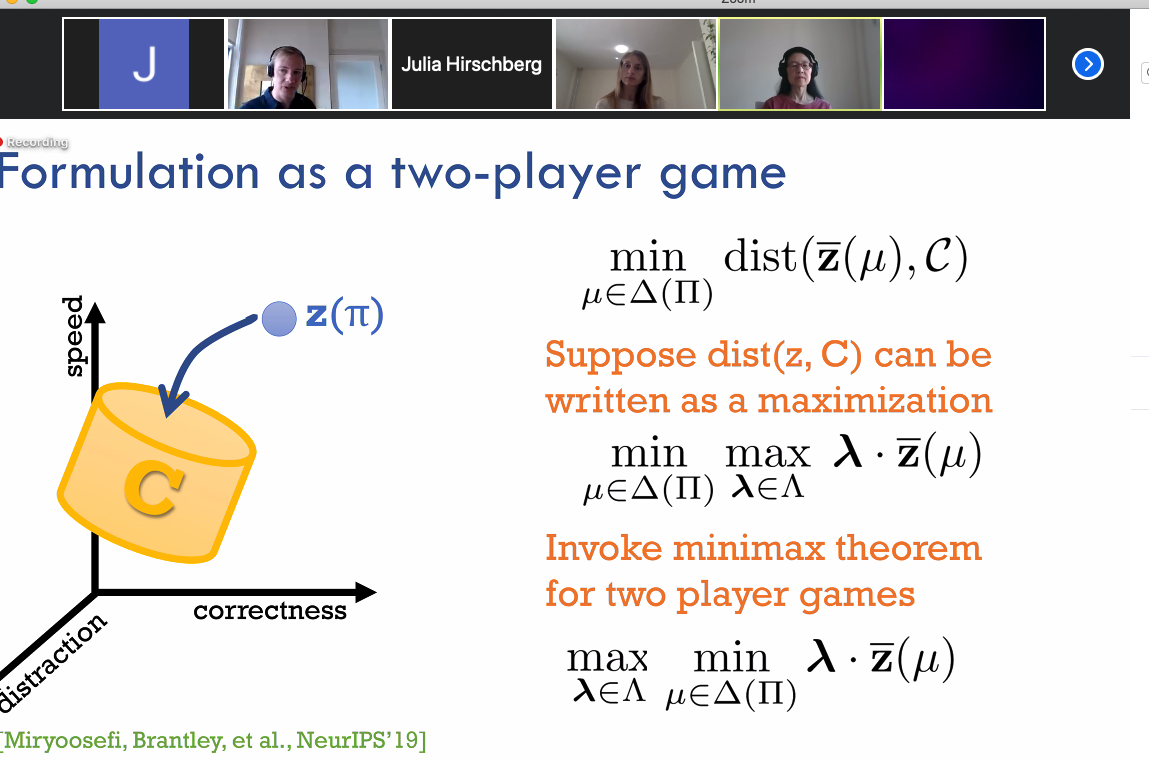 J
Julia Hirschberg
Recording
Formulation as a two-player game
min dist(z̅(μ), 𝒞)
μ∈Δ(Π)
speed
z(π)
Suppose dist(z, C) can be
written as a maximization
min max λ · z̅(μ)
μ∈Δ(Π) λ∈Λ
C
Invoke minimax theorem
for two player games
correctness
distraction
max min λ · z̅(μ)
λ∈Λ μ∈Δ(Π)
[Miryoosefi, Brantley, et al., NeurIPS'19]